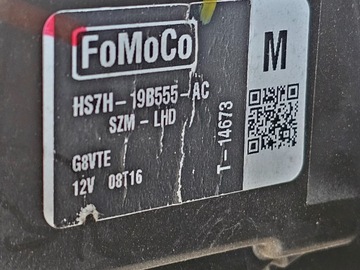 FoMoCo
HS7H-19B555-AC
SZM-LHD
G8VTE
12V 08T16
T-14673
M